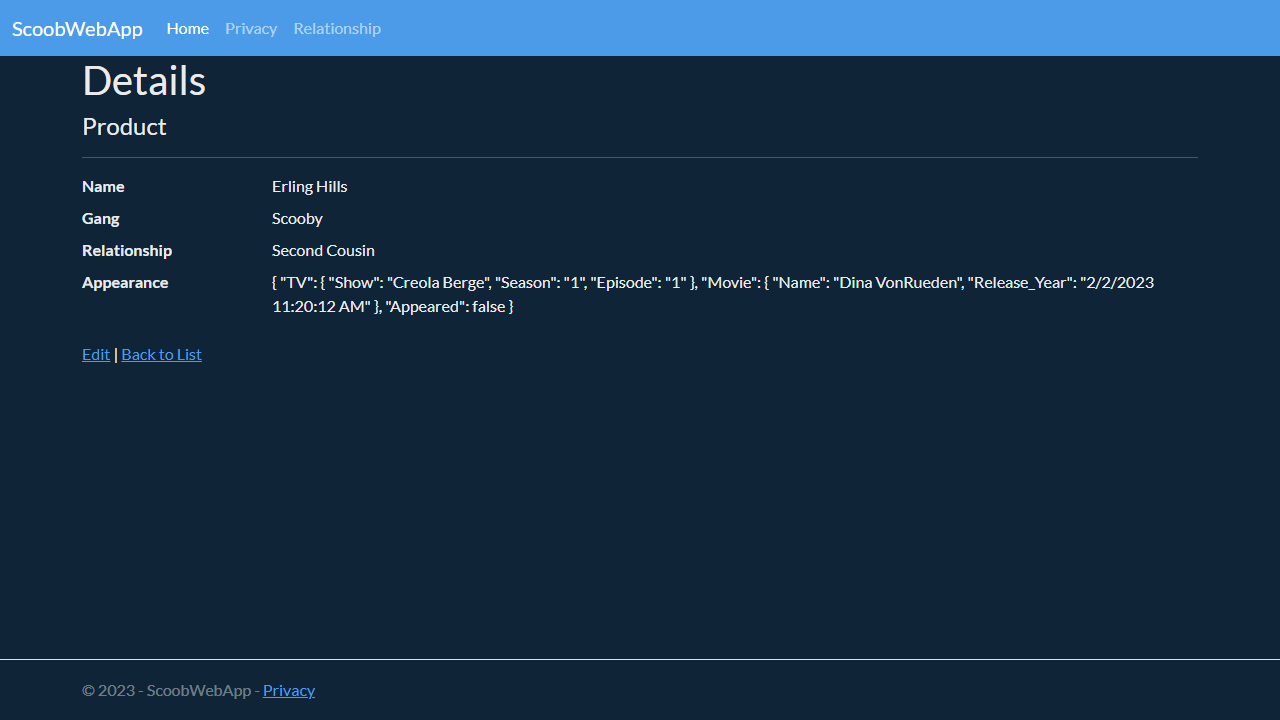 ScoobWebApp Home Privacy Relationship
Details
Product
Name Erling Hills
Gang Scooby
Relationship Second Cousin
Appearance { "TV": { "Show": "Creola Berge", "Season": "1", "Episode": "1" }, "Movie": { "Name": "Dina VonRueden", "Release_Year": "2/2/2023
11:20:12 AM" }, "Appeared": false }
Edit | Back to List
© 2023 - ScoobWebApp - Privacy